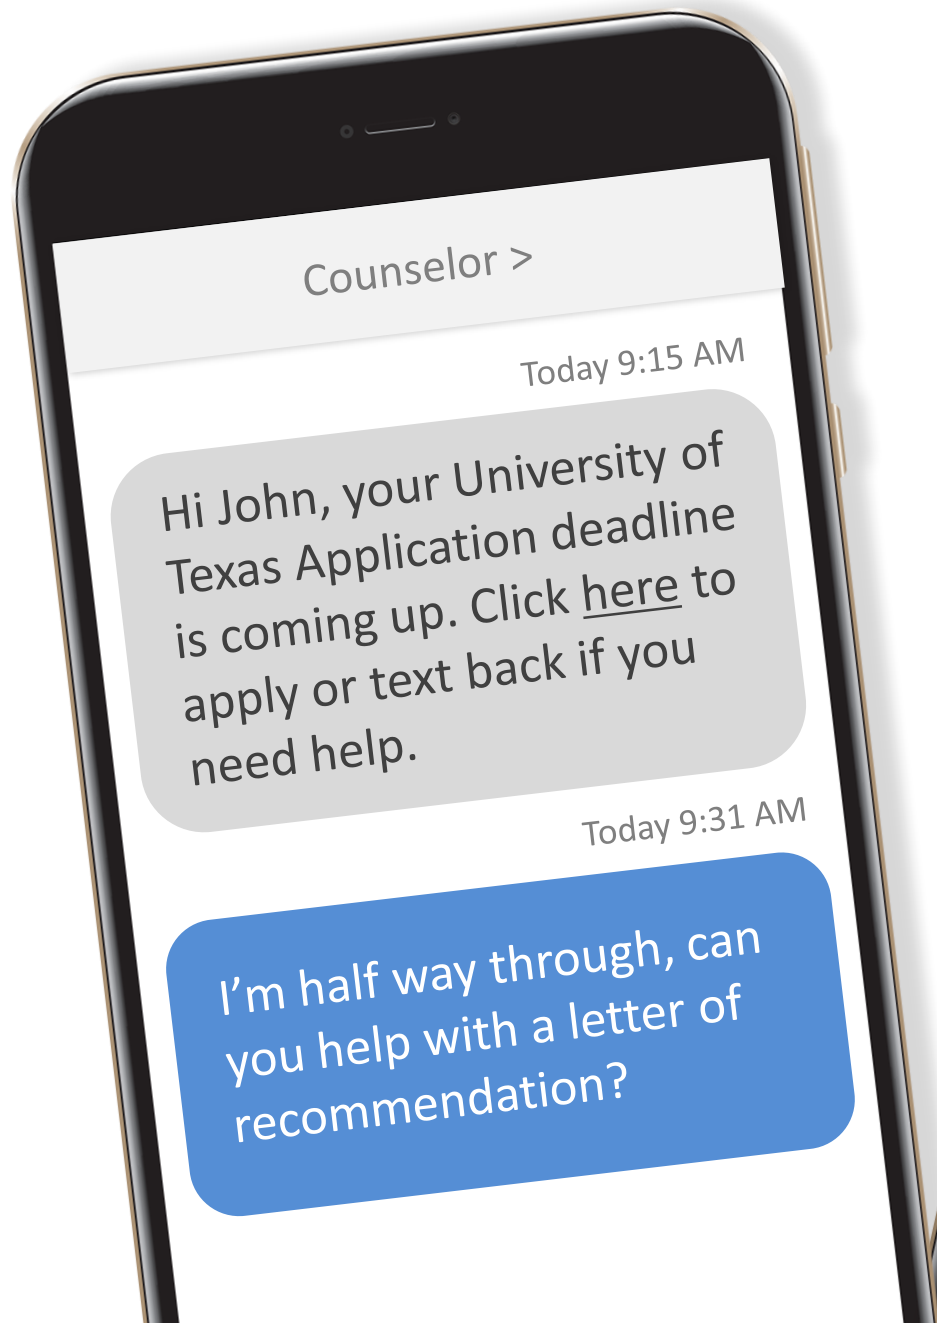 Counselor >
Today 9:15 AM
Hi John, your University of
Texas Application deadline
is coming up. Click here to
apply or text back if you
need help.
Today 9:31 AM
I'm half way through, can
you help with a letter of
recommendation?